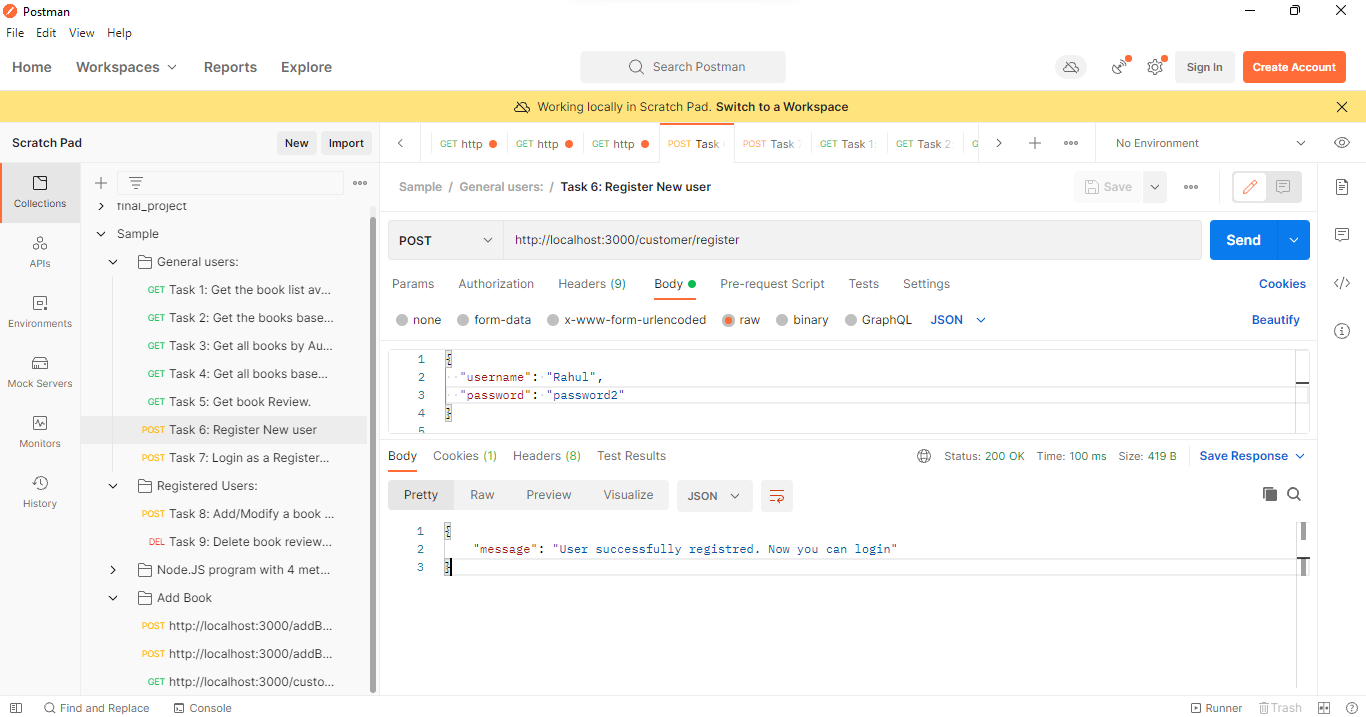 Postman
File Edit View Help
Home Workspaces Reports Explore
Search Postman
Sign In
Create Account
Working locally in Scratch Pad. Switch to a Workspace
Scratch Pad
New
Import
GET http
GET http
GET http
POST Task
POST Task
GET Task 1:
GET Task 2:
No Environment
Collections
APIs
Environments
Mock Servers
Monitors
History
final_project
Sample
General users:
GET Task 1: Get the book list av...
GET Task 2: Get the books base...
GET Task 3: Get all books by Au...
GET Task 4: Get all books base...
GET Task 5: Get book Review.
POST Task 6: Register New user
POST Task 7: Login as a Register...
Registered Users:
POST Task 8: Add/Modify a book ...
DEL Task 9: Delete book review...
Node.JS program with 4 met...
Add Book
POST http://localhost:3000/addB...
POST http://localhost:3000/addB...
GET http://localhost:3000/custo...
Sample / General users: / Task 6: Register New user
Save
POST
http://localhost:3000/customer/register
Send
Params Authorization Headers (9) Body Pre-request Script Tests Settings
Cookies
none form-data x-www-form-urlencoded raw binary GraphQL JSON
Beautify
1 {
2 "username": "Rahul",
3 "password": "password2"
4 }
5
Body Cookies (1) Headers (8) Test Results
Status: 200 OK Time: 100 ms Size: 419 B
Save Response
Pretty Raw Preview Visualize JSON
1 {
2 "message": "User successfully registred. Now you can login"
3 }
Find and Replace
Console
Runner
Trash